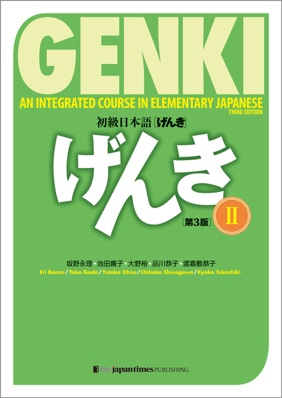 GENKI
AN INTEGRATED COURSE IN ELEMENTARY JAPANESE
THIRD EDITION
初級日本語[げんき]
げんき
[第3版]
II
坂野永理・池田庸子・大野裕・品川恭子・渡嘉敷恭子
Eri Banno/Yoko Ikeda/Yutaka Ohno/Chikako Shinagawa/Kyoko Tokashiki
the japantimes PUBLISHING